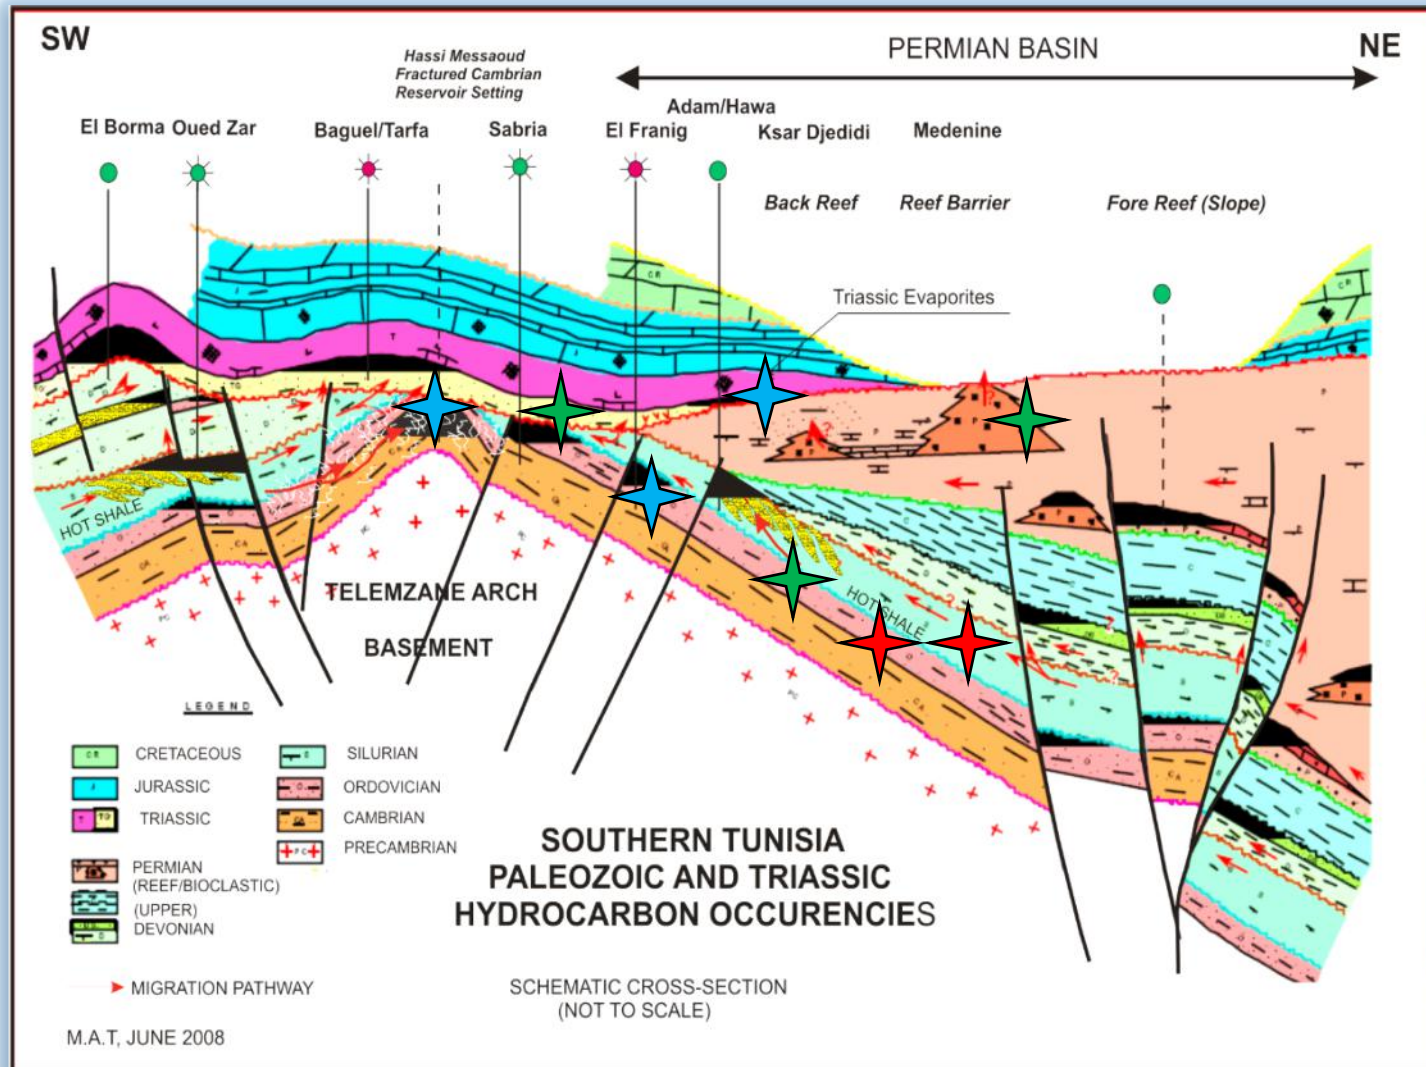 SW
NE
PERMIAN BASIN
Hassi Messaoud
Fractured Cambrian
Reservoir Setting
Adam/Hawa
El Borma
Oued Zar
Baguel/Tarfa
Sabria
El Franig
Ksar Djedidi
Medenine
Back Reef
Reef Barrier
Fore Reef (Slope)
Triassic Evaporites
HOT SHALE
HOT SHALE
TELEMZANE ARCH
BASEMENT
LEGEND
CRETACEOUS
JURASSIC
TRIASSIC
PERMIAN
(REEF/BIOCLASTIC)
(UPPER)
DEVONIAN
SILURIAN
ORDOVICIAN
CAMBRIAN
PRECAMBRIAN
MIGRATION PATHWAY
M.A.T, JUNE 2008
SOUTHERN TUNISIA
PALEOZOIC AND TRIASSIC
HYDROCARBON OCCURENCIES
SCHEMATIC CROSS-SECTION
(NOT TO SCALE)